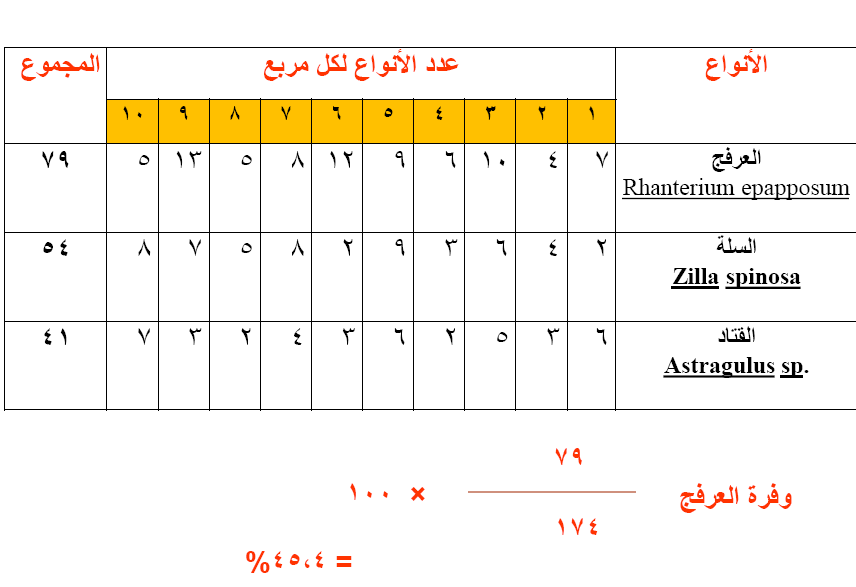 الأنواع عدد الأنواع لكل مربع المجموع
١ ٢ ٣ ٤ ٥ ٦ ٧ ٨ ٩ ١٠
العرفج ٧ ٤ ١٠ ٦ ٩ ١٢ ٨ ٥ ١٣ ٥ ٧٩
Rhanterium epapposum
السلة ٢ ٤ ٦ ٣ ٩ ٢ ٨ ٥ ٧ ٨ ٥٤
Zilla spinosa
القتاد ٦ ٣ ٥ ٢ ٦ ٣ ٤ ٢ ٣ ٧ ٤١
Astragulus sp.
٧٩
وفرة العرفج × ١٠٠
١٧٤
= ٤٥،٤%